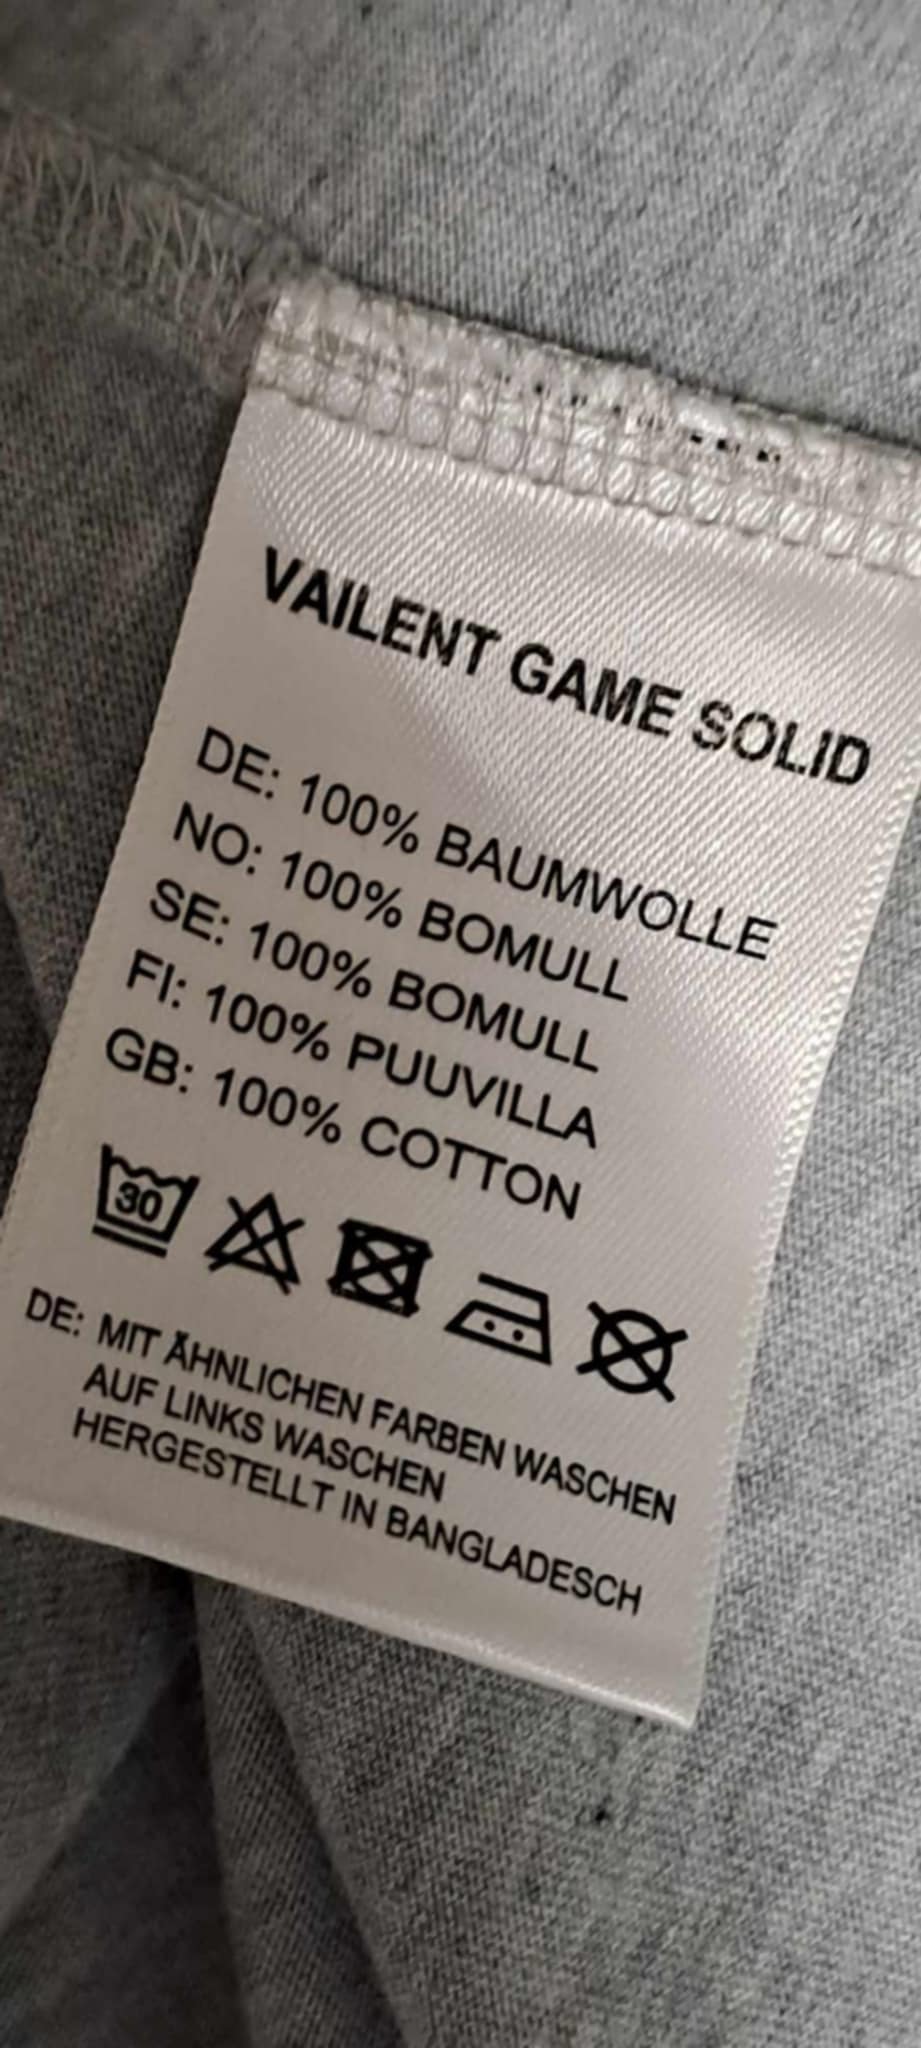 VAILENT GAME SOLID
DE: 100% BAUMWOLLE
NO: 100% BOMULL
SE: 100% BOMULL
FI: 100% PUUVILLA
GB: 100% COTTON
30
DE: MIT ÄHNLICHEN FARBEN WASCHEN
AUF LINKS WASCHEN
HERGESTELLT IN BANGLADESCH